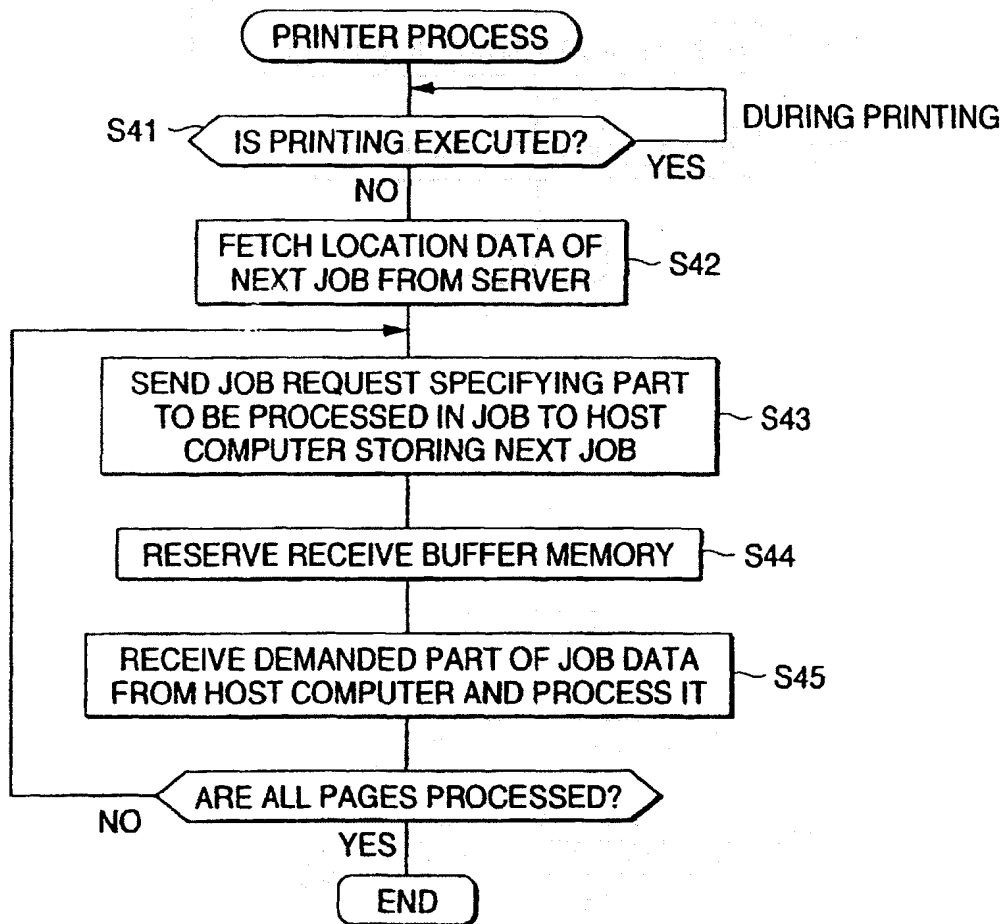 PRINTER PROCESS
DURING PRINTING
S41
IS PRINTING EXECUTED?
YES
NO
FETCH LOCATION DATA OF
NEXT JOB FROM SERVER
S42
SEND JOB REQUEST SPECIFYING PART
TO BE PROCESSED IN JOB TO HOST
COMPUTER STORING NEXT JOB
S43
RESERVE RECEIVE BUFFER MEMORY
S44
RECEIVE DEMANDED PART OF JOB DATA
FROM HOST COMPUTER AND PROCESS IT
S45
ARE ALL PAGES PROCESSED?
NO
YES
END